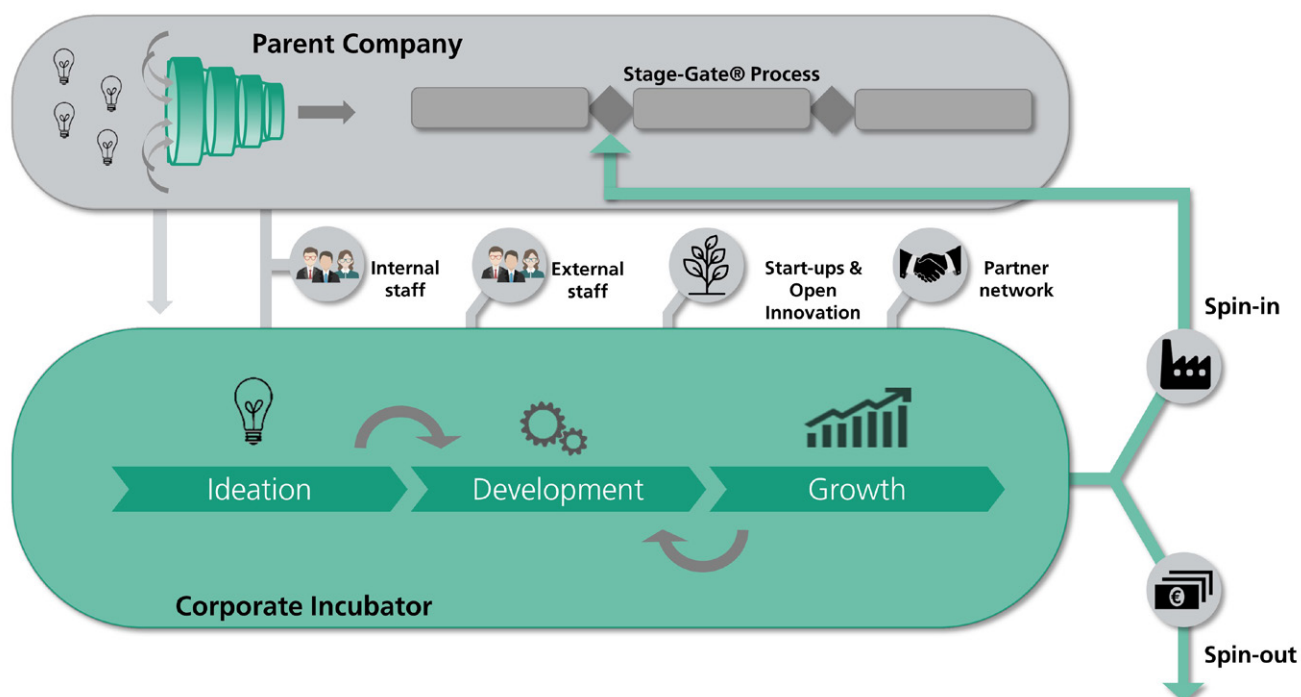 Parent Company
Stage-Gate® Process
Internal
staff
External
staff
Start-ups &
Open
Innovation
Partner
network
Spin-in
Ideation
Development
Growth
Corporate Incubator
€
Spin-out